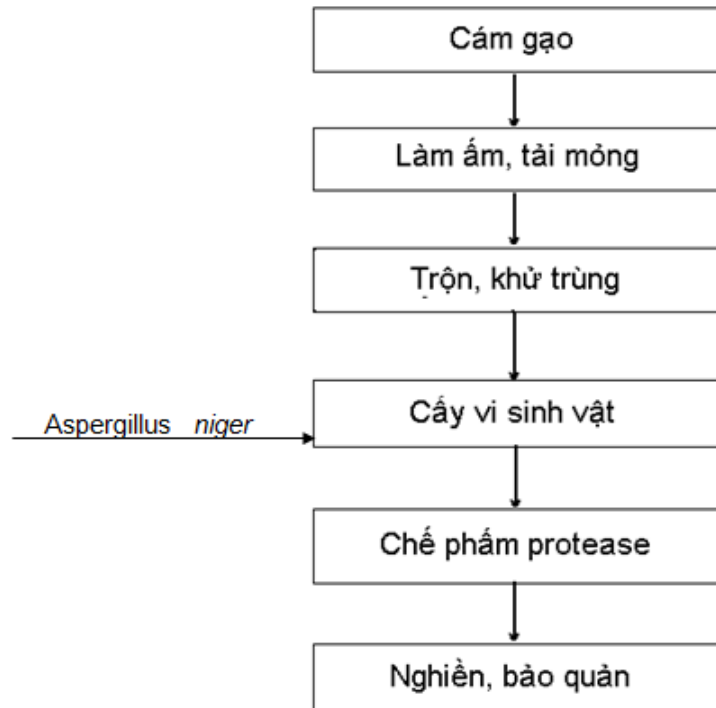 Cám gạo
Làm ấm, tải mỏng
Trộn, khử trùng
Aspergillus niger
Cấy vi sinh vật
Chế phẩm protease
Nghiền, bảo quản